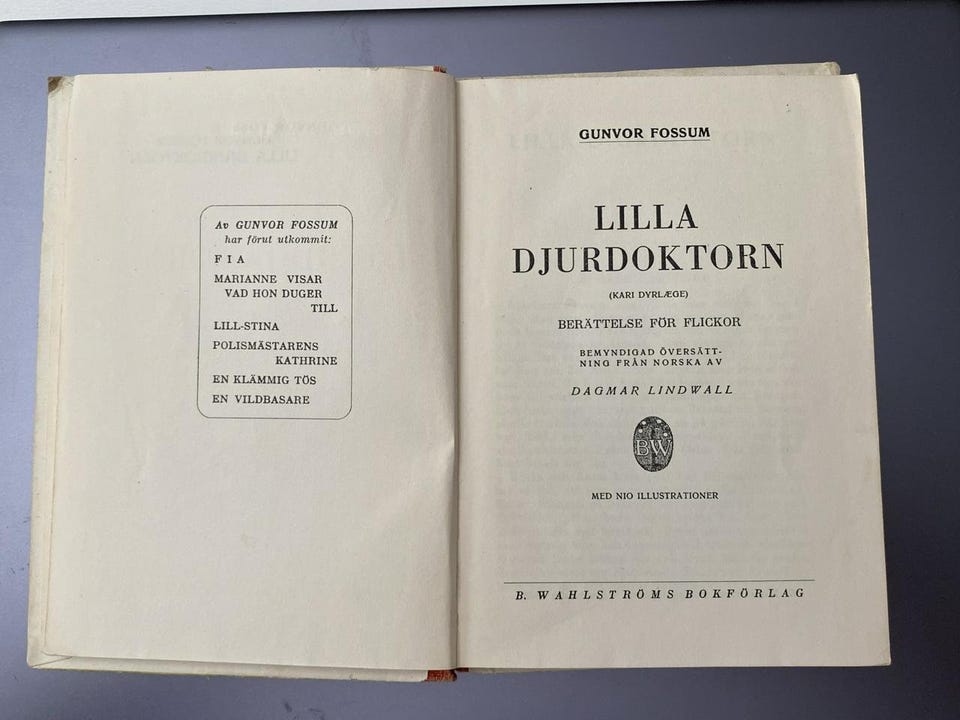 Av GUNVOR FOSSUM
har förut utkommit:
FIA
MARIANNE VISAR
VAD HON DUGER
TILL
LILL-STINA
POLISMÄSTARENS
KATHRINE
EN KLÄMMIG TÖS
EN VILDBASARE
GUNVOR FOSSUM
LILLA
DJURDOKTORN
(KARI DYRLÆGE)
BERÄTTELSE FÖR FLICKOR
BEMYNDIGAD ÖVERSÄTT-
NING FRÅN NORSKA AV
DAGMAR LINDWALL
BW
MED NIO ILLUSTRATIONER
B. WAHLSTRÖMS BOKFÖRLAG